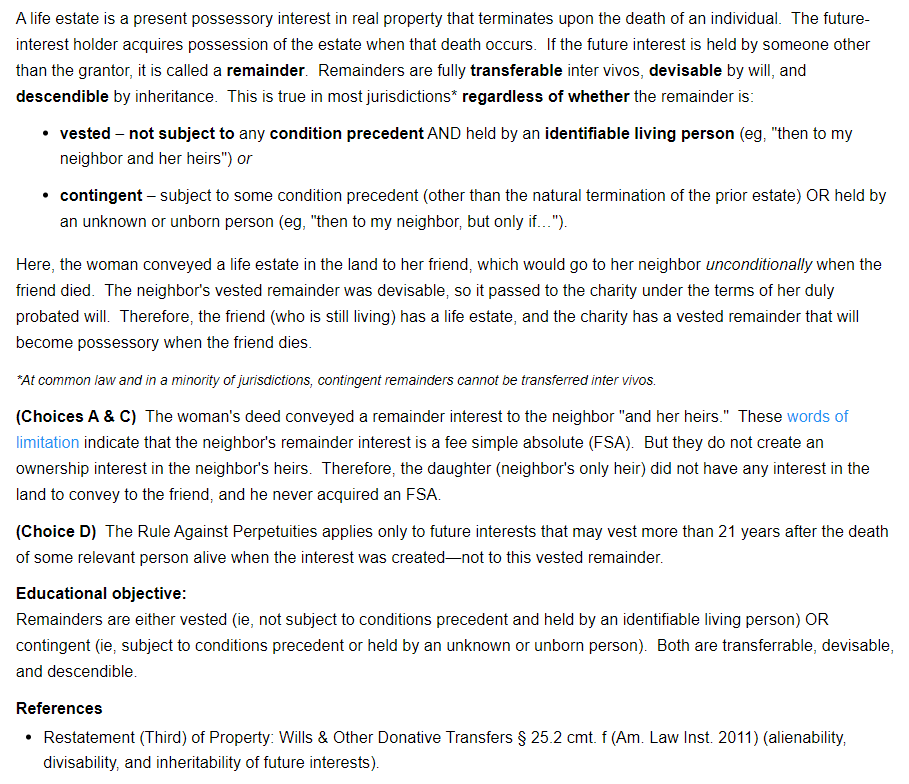 A life estate is a present possessory interest in real property that terminates upon the death of an individual.  The future-
interest holder acquires possession of the estate when that death occurs.  If the future interest is held by someone other
than the grantor, it is called a remainder.  Remainders are fully transferable inter vivos, devisable by will, and
descendible by inheritance.  This is true in most jurisdictions* regardless of whether the remainder is:
• vested – not subject to any condition precedent AND held by an identifiable living person (eg, "then to my
neighbor and her heirs") or
• contingent – subject to some condition precedent (other than the natural termination of the prior estate) OR held by
an unknown or unborn person (eg, "then to my neighbor, but only if…").
Here, the woman conveyed a life estate in the land to her friend, which would go to her neighbor unconditionally when the
friend died.  The neighbor's vested remainder was devisable, so it passed to the charity under the terms of her duly
probated will.  Therefore, the friend (who is still living) has a life estate, and the charity has a vested remainder that will
become possessory when the friend dies.
*At common law and in a minority of jurisdictions, contingent remainders cannot be transferred inter vivos.
(Choices A & C)  The woman's deed conveyed a remainder interest to the neighbor "and her heirs."  These words of
limitation indicate that the neighbor's remainder interest is a fee simple absolute (FSA).  But they do not create an
ownership interest in the neighbor's heirs.  Therefore, the daughter (neighbor's only heir) did not have any interest in the
land to convey to the friend, and he never acquired an FSA.
(Choice D)  The Rule Against Perpetuities applies only to future interests that may vest more than 21 years after the death
of some relevant person alive when the interest was created—not to this vested remainder.
Educational objective:
Remainders are either vested (ie, not subject to conditions precedent and held by an identifiable living person) OR
contingent (ie, subject to conditions precedent or held by an unknown or unborn person).  Both are transferrable, devisable,
and descendible.
References
• Restatement (Third) of Property: Wills & Other Donative Transfers § 25.2 cmt. f (Am. Law Inst. 2011) (alienability,
divisability, and inheritability of future interests).